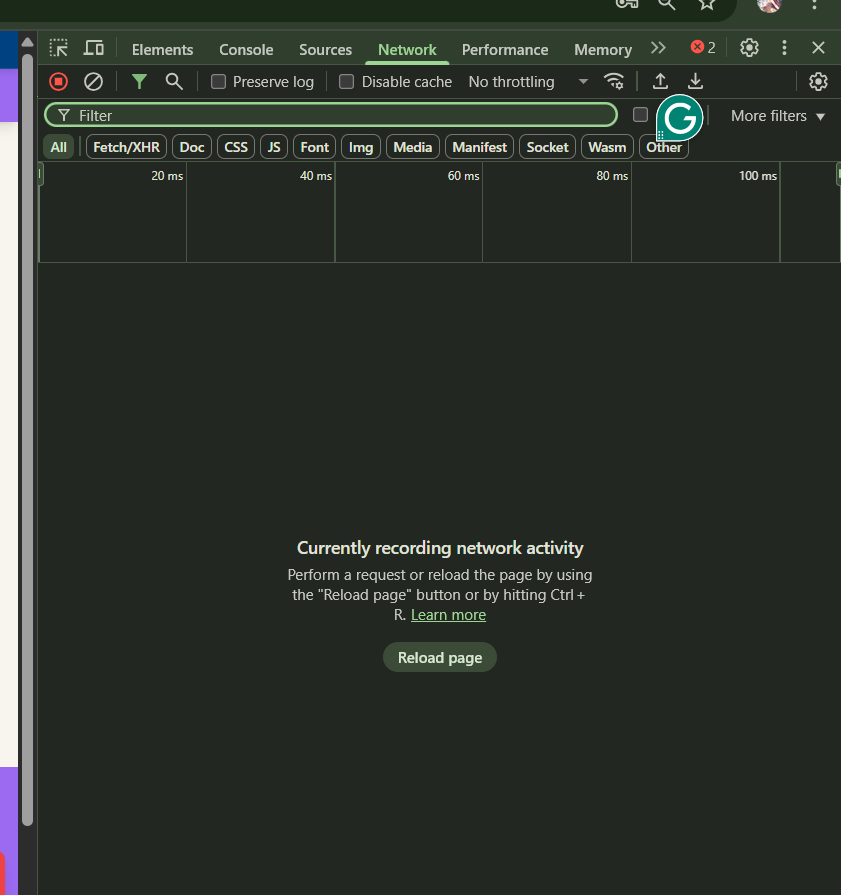 Elements Console Sources Network Performance Memory 2
Preserve log Disable cache No throttling
Filter More filters
All Fetch/XHR Doc CSS JS Font Img Media Manifest Socket Wasm Other
20 ms 40 ms 60 ms 80 ms 100 ms
Currently recording network activity
Perform a request or reload the page by using
the "Reload page" button or by hitting Ctrl +
R. Learn more
Reload page